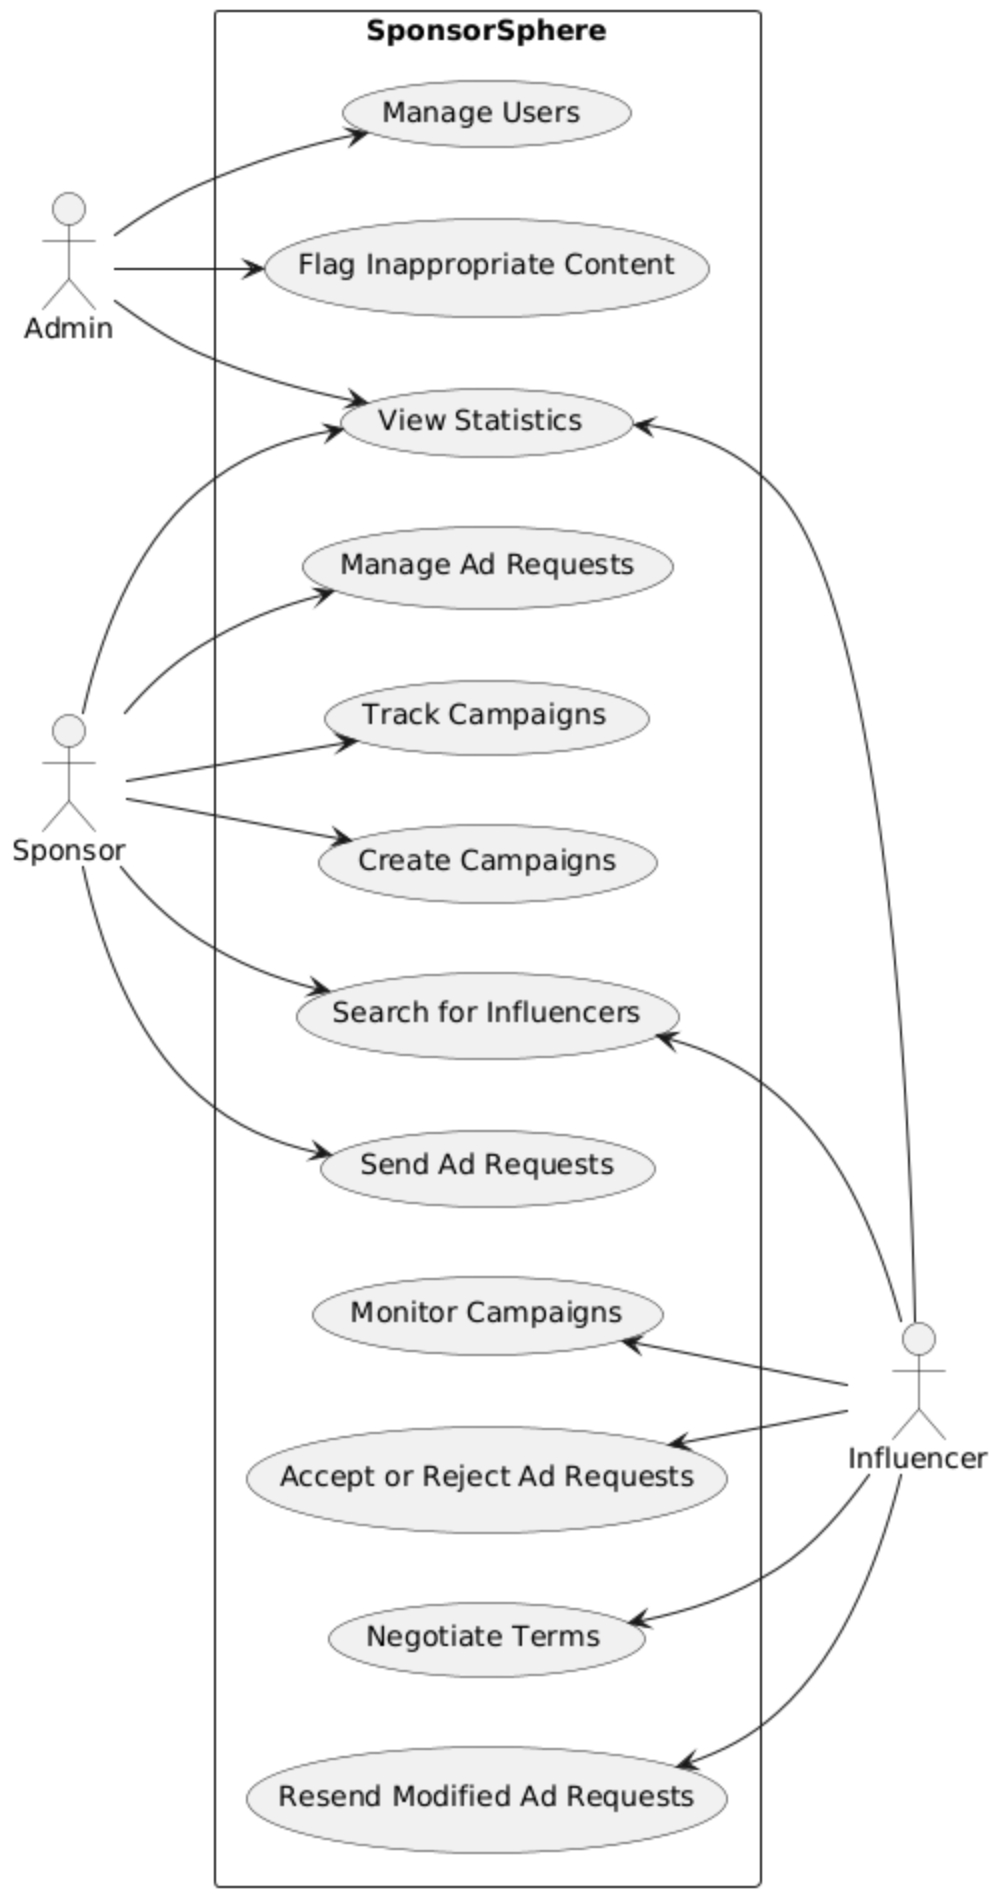 SponsorSphere
Manage Users
Flag Inappropriate Content
Admin
View Statistics
Manage Ad Requests
Track Campaigns
Sponsor
Create Campaigns
Search for Influencers
Send Ad Requests
Monitor Campaigns
Influencer
Accept or Reject Ad Requests
Negotiate Terms
Resend Modified Ad Requests